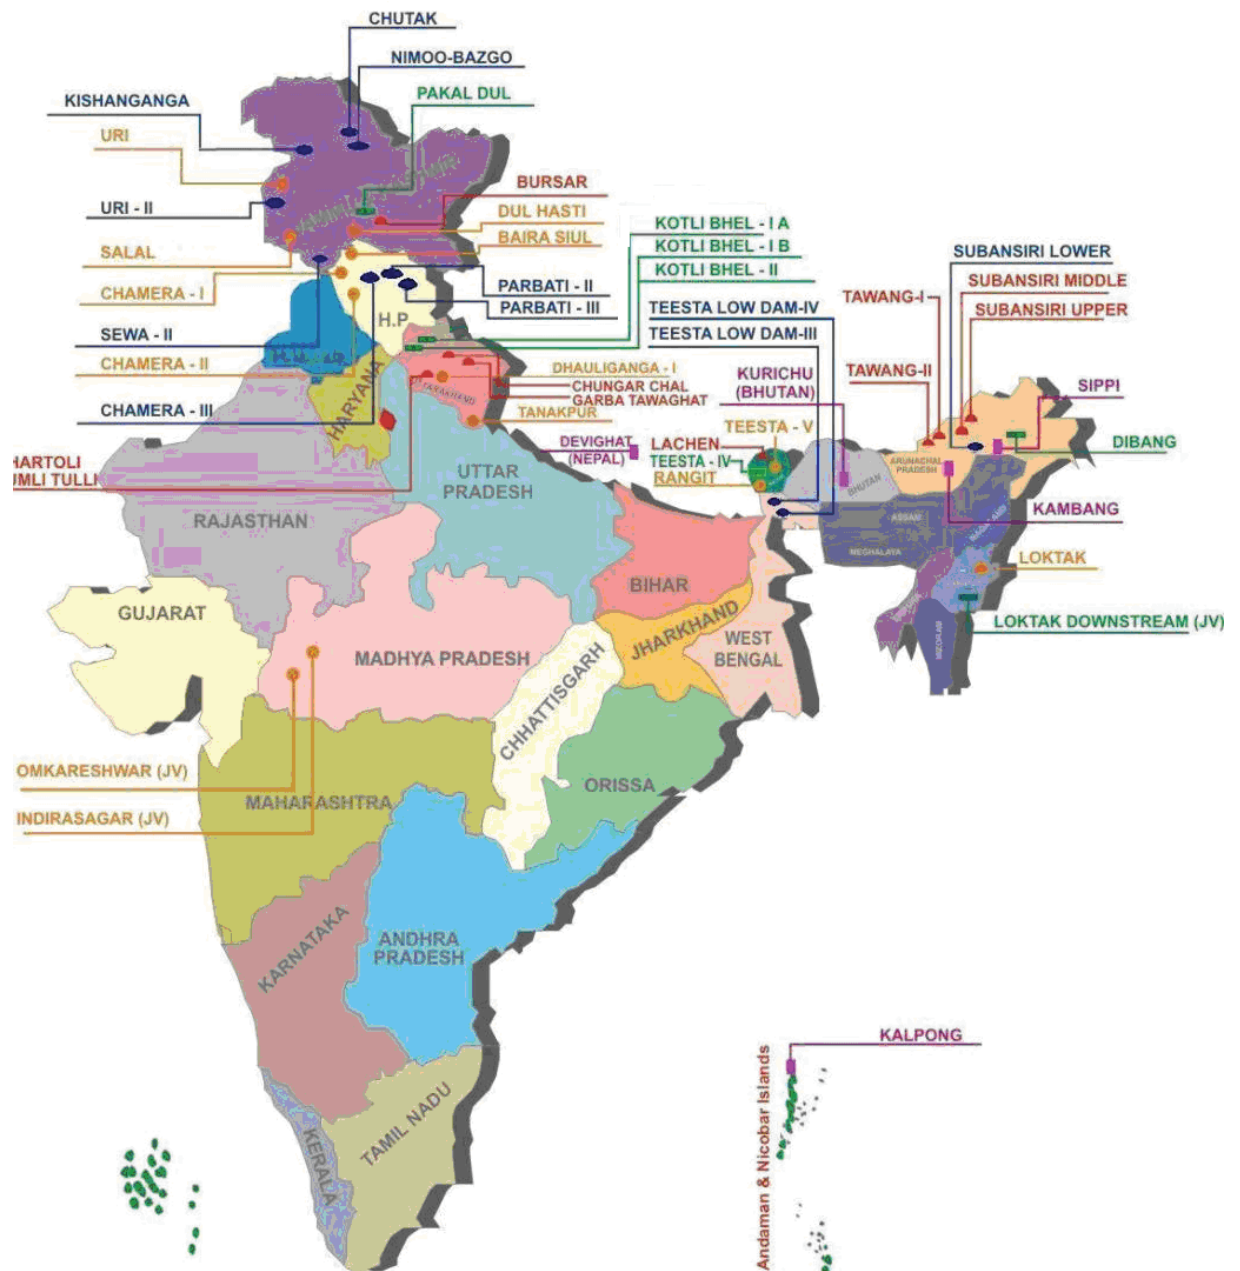 CHUTAK
NIMOO-BAZGO
PAKAL DUL
KISHANGANGA
URI
BURSAR
URI - II
DUL HASTI
KOTLI BHEL - I A
BAIRA SIUL
KOTLI BHEL - I B
SALAL
SUBANSIRI LOWER
KOTLI BHEL - II
SUBANSIRI MIDDLE
CHAMERA - I
PARBATI - II
TAWANG-I
PARBATI - III
TEESTA LOW DAM-IV
SUBANSIRI UPPER
H.P
SEWA - II
TEESTA LOW DAM-III
CHAMERA - II
DHAULIGANGA - I
KURICHU
(BHUTAN)
TAWANG-II
CHUNGAR CHAL
SIPPI
UTTARAKHAND
GARBA TAWAGHAT
HARYANA
CHAMERA - III
TANAKPUR
TEESTA - V
DEVIGHAT
(NEPAL)
LACHEN
DIBANG
HARTOLI
UMLI TULLI
UTTAR
PRADESH
TEESTA - IV
RANGIT
BHUTAN
ARUNACHAL
PRADESH
RAJASTHAN
ASSAM
NAGALAND
KAMBANG
MEGHALAYA
LOKTAK
BIHAR
GUJARAT
JHARKHAND
LOKTAK DOWNSTREAM (JV)
MIZORAM
MADHYA PRADESH
WEST
BENGAL
CHHATTISGARH
OMKARESHWAR (JV)
ORISSA
MAHARASHTRA
INDIRASAGAR (JV)
KARNATAKA
ANDHRA
PRADESH
KALPONG
Andaman & Nicobar Islands
TAMIL NADU
KERALA